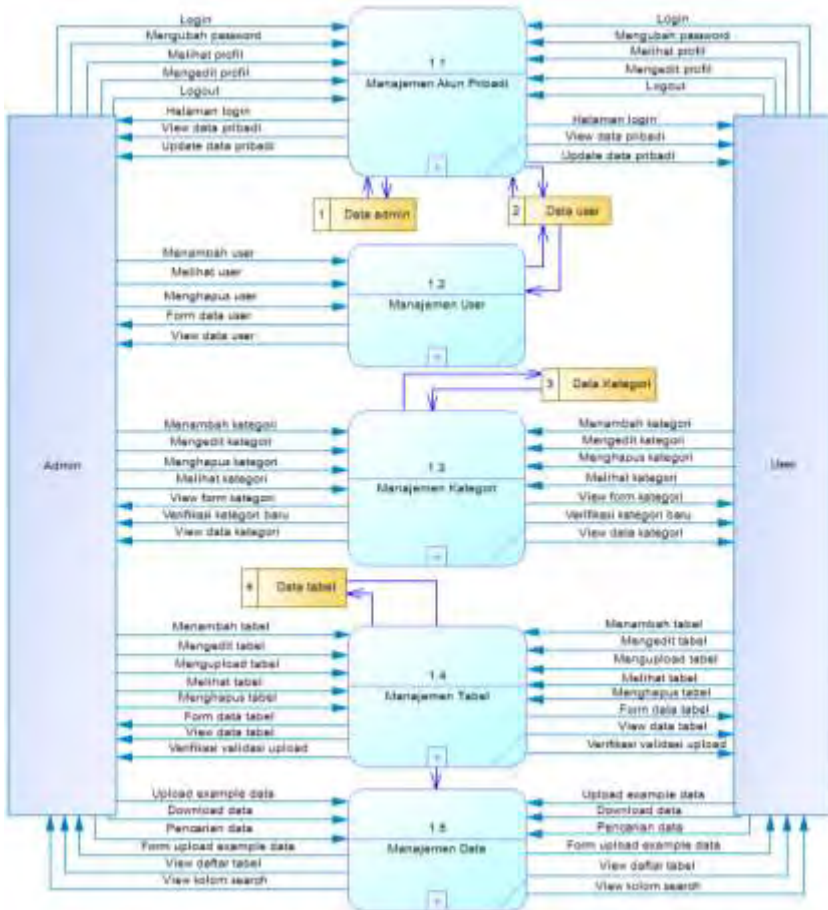 Login
Mengubah password
Melihat profil
Mengedit profil
Logout
Halaman login
View data pribadi
Update data pribadi
1.1
Manajemen Akun Pribadi
Login
Mengubah password
Melihat profil
Mengedit profil
Logout
Halaman login
View data pribadi
Update data pribadi
1 Data admin
2 Data user
Menambah user
Melihat user
Menghapus user
Form data user
View data user
1.2
Manajemen User
3 Data Kategori
Admin
User
Menambah kategori
Mengedit kategori
Menghapus kategori
Melihat kategori
View form kategori
Verifikasi kategori baru
View data kategori
1.3
Manajemen Kategori
Menambah kategori
Mengedit kategori
Menghapus kategori
Melihat kategori
View form kategori
Verifikasi kategori baru
View data kategori
4 Data tabel
Menambah tabel
Mengedit tabel
Mengupload tabel
Melihat tabel
Menghapus tabel
Form data tabel
View data tabel
Verifikasi validasi upload
1.4
Manajemen Tabel
Menambah tabel
Mengedit tabel
Mengupload tabel
Melihat tabel
Menghapus tabel
Form data tabel
View data tabel
Verifikasi validasi upload
Upload example data
Download data
Pencarian data
Form upload example data
View daftar tabel
View kolom search
1.5
Manajemen Data
Upload example data
Download data
Pencarian data
Form upload example data
View daftar tabel
View kolom search